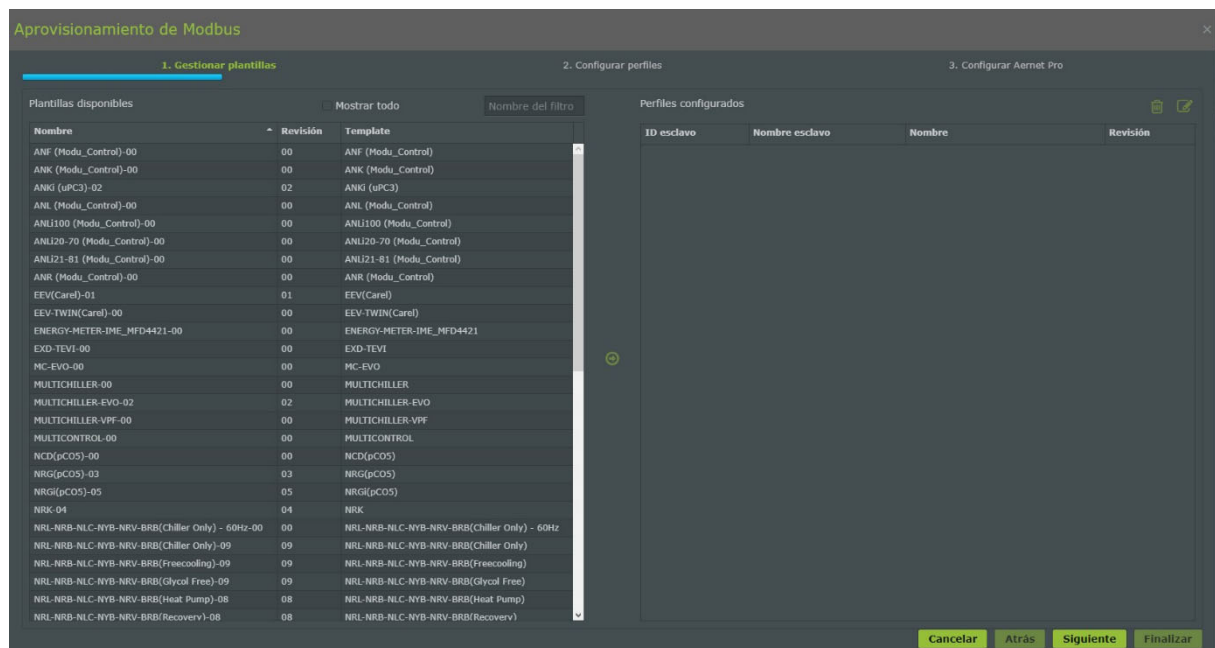 Aprovisionamiento de Modbus
1. Gestionar plantillas 2. Configurar perfiles 3. Configurar Aernet Pro
Plantillas disponibles Mostrar todo Nombre del filtro Perfiles configurados
Nombre Revisión Template ID esclavo Nombre esclavo Nombre Revisión
ANF (Modu_Control)-00 00 ANF (Modu_Control)
ANK (Modu_Control)-00 00 ANK (Modu_Control)
ANKi (uPC3)-02 02 ANKi (uPC3)
ANL (Modu_Control)-00 00 ANL (Modu_Control)
ANLi100 (Modu_Control)-00 00 ANLi100 (Modu_Control)
ANLi20-70 (Modu_Control)-00 00 ANLi20-70 (Modu_Control)
ANLi21-81 (Modu_Control)-00 00 ANLi21-81 (Modu_Control)
ANR (Modu_Control)-00 00 ANR (Modu_Control)
EEV(Carel)-01 01 EEV(Carel)
EEV-TWIN(Carel)-00 00 EEV-TWIN(Carel)
ENERGY-METER-IME_MFD4421-00 00 ENERGY-METER-IME_MFD4421
EXD-TEVI-00 00 EXD-TEVI
MC-EVO-00 00 MC-EVO
MULTICHILLER-00 00 MULTICHILLER
MULTICHILLER-EVO-02 02 MULTICHILLER-EVO
MULTICHILLER-VPF-00 00 MULTICHILLER-VPF
MULTICONTROL-00 00 MULTICONTROL
NCD(pCO5)-00 00 NCD(pCO5)
NRG(pCO5)-03 03 NRG(pCO5)
NRGi(pCO5)-05 05 NRGi(pCO5)
NRK-04 04 NRK
NRL-NRB-NLC-NYB-NRV-BRB(Chiller Only) - 60Hz-00 00 NRL-NRB-NLC-NYB-NRV-BRB(Chiller Only) - 60Hz
NRL-NRB-NLC-NYB-NRV-BRB(Chiller Only)-09 09 NRL-NRB-NLC-NYB-NRV-BRB(Chiller Only)
NRL-NRB-NLC-NYB-NRV-BRB(Freecooling)-09 09 NRL-NRB-NLC-NYB-NRV-BRB(Freecooling)
NRL-NRB-NLC-NYB-NRV-BRB(Glycol Free)-09 09 NRL-NRB-NLC-NYB-NRV-BRB(Glycol Free)
NRL-NRB-NLC-NYB-NRV-BRB(Heat Pump)-08 08 NRL-NRB-NLC-NYB-NRV-BRB(Heat Pump)
NRL-NRB-NLC-NYB-NRV-BRB(Recovery)-08 08 NRL-NRB-NLC-NYB-NRV-BRB(Recovery)
Cancelar Atrás Siguiente Finalizar